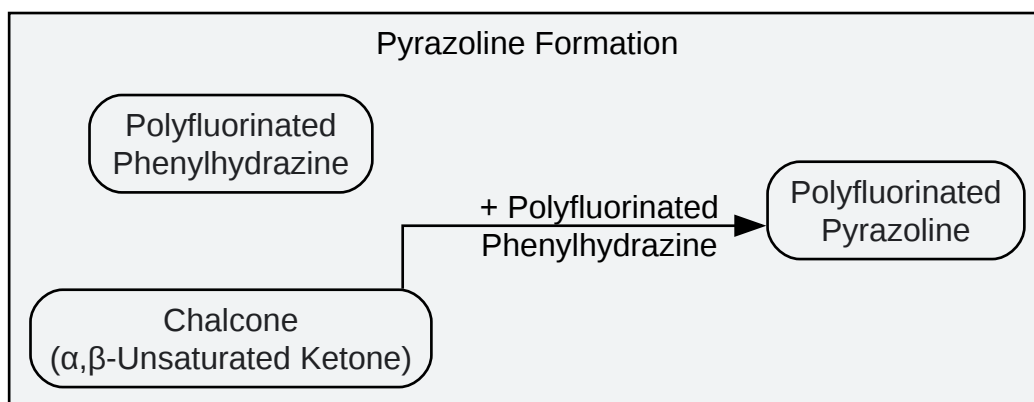 Pyrazoline Formation
Polyfluorinated
Phenylhydrazine
+ Polyfluorinated
Phenylhydrazine
Polyfluorinated
Pyrazoline
Chalcone
(α,β-Unsaturated Ketone)